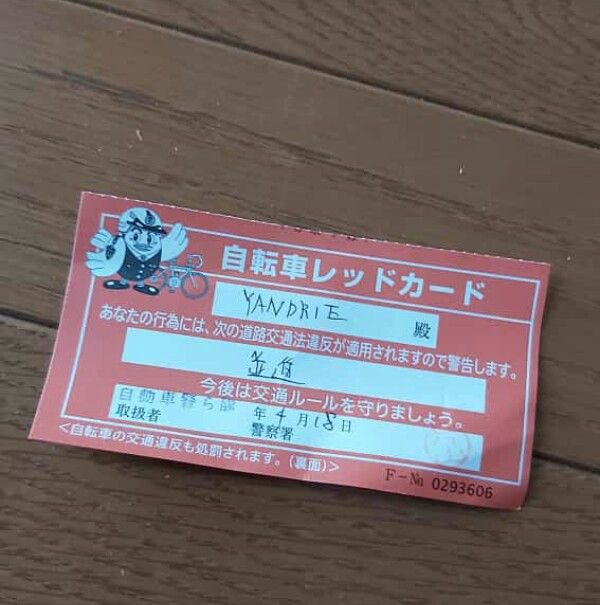 自転車レッドカード
YANDRIE 殿
あなたの行為には、次の道路交通法違反が適用されますので警告します。
並進
今後は交通ルールを守りましょう。
自動車警ら隊 年 4 月 18 日
取扱者 警察署
<自転車の交通違反も処罰されます。(裏面)>
F-№ 0293606